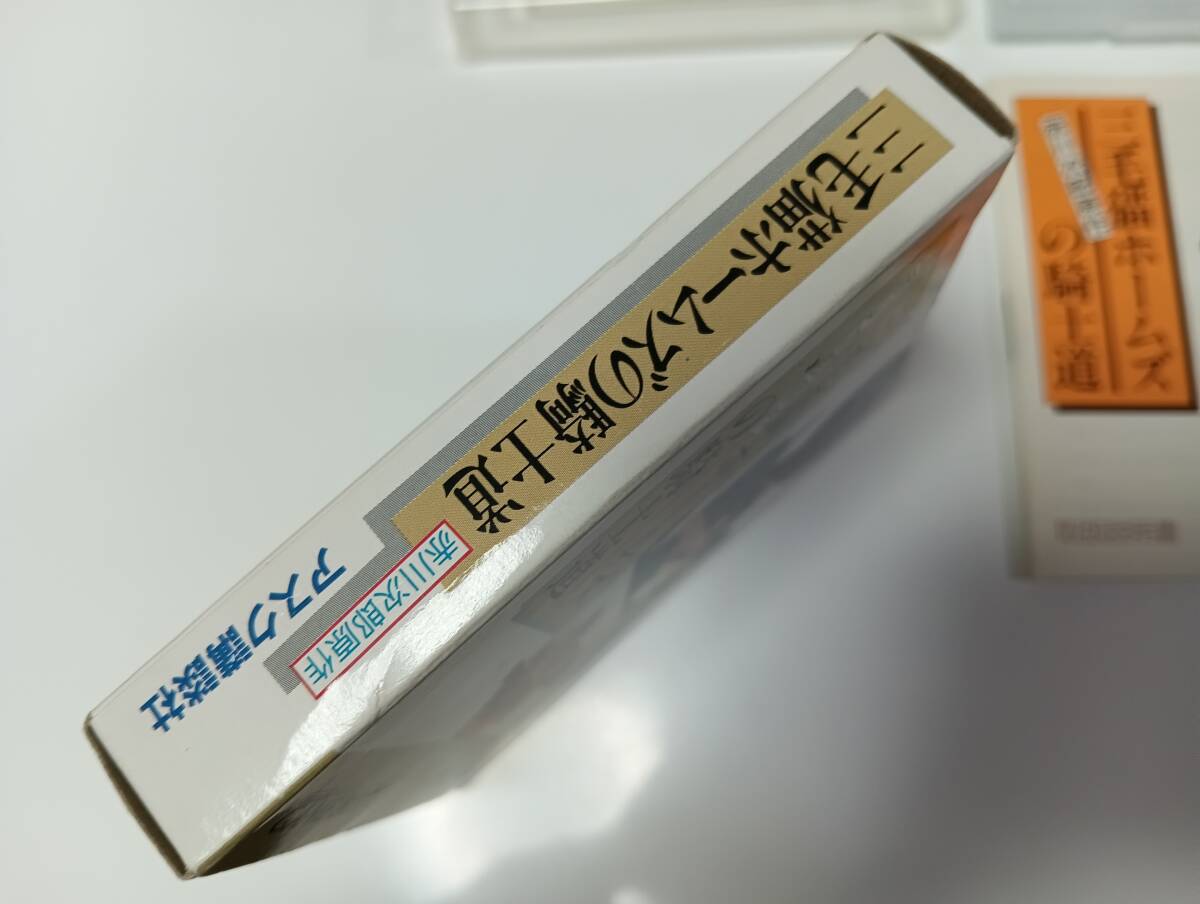 三毛猫ホームズの騎士道
赤川次郎原作
アスク講談社
三毛猫ホームズ
の騎士道